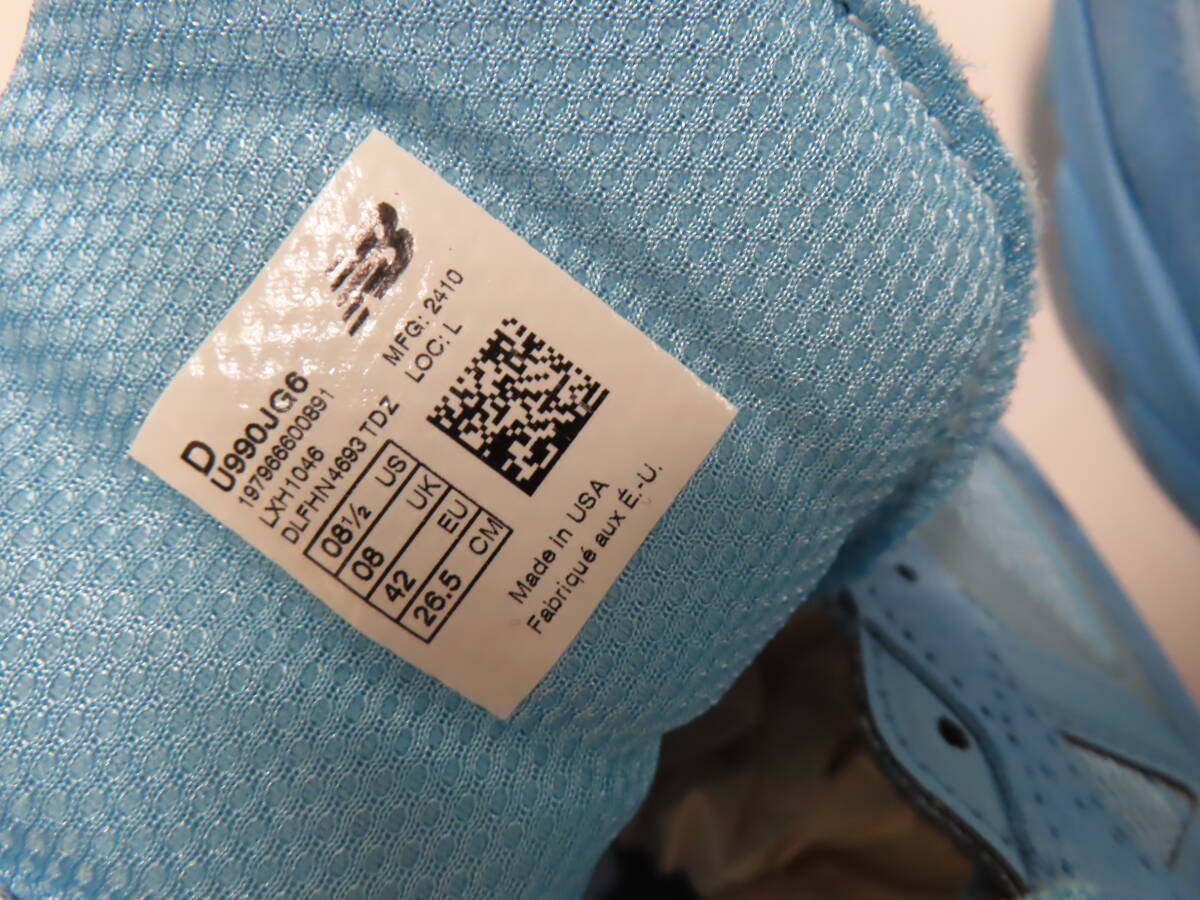 D
U990JG6
197966600891
LXH1046
DLFHN4693 TDZ
MFG: 2410
LOC: L
08½ US
08 UK
42 EU
26.5 CM
Made in USA
Fabriqué aux É.-U.